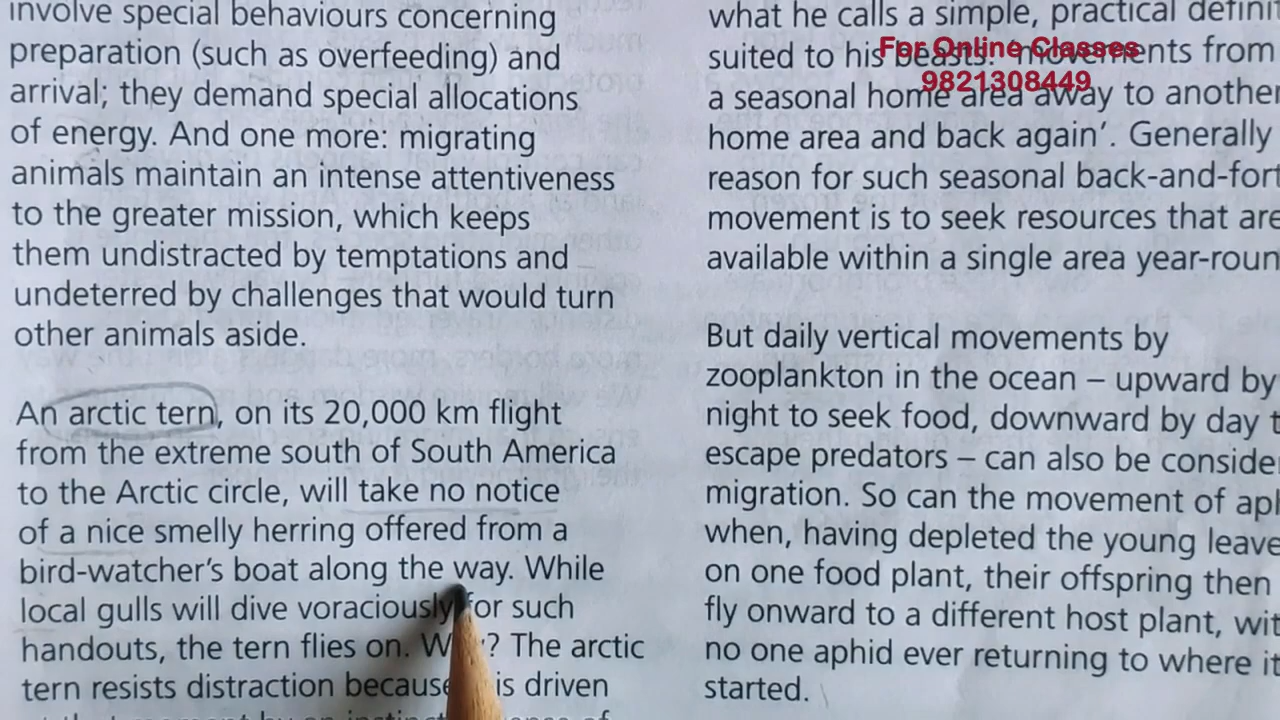 involve special behaviours concerning
preparation (such as overfeeding) and
arrival; they demand special allocations
of energy. And one more: migrating
animals maintain an intense attentiveness
to the greater mission, which keeps
them undistracted by temptations and
undeterred by challenges that would turn
other animals aside.
An arctic tern, on its 20,000 km flight
from the extreme south of South America
to the Arctic circle, will take no notice
of a nice smelly herring offered from a
bird-watcher's boat along the way. While
local gulls will dive voraciously for such
handouts, the tern flies on. ? The arctic
tern resists distraction because is driven
what he calls a simple, practical
suited to his beasts: 'movements from
a seasonal home area away to another
home area and back again'. Generally
reason for such seasonal
movement is to seek resources that are
available within a single area
But daily vertical movements by
zooplankton in the ocean – upward by
night to seek food, downward by day
escape predators – can also be
migration. So can the movement of
when, having depleted the young
on one food plant, their offspring then
fly onward to a different host plant,
no one aphid ever returning to where it
started.
For Online Classes
9821308449